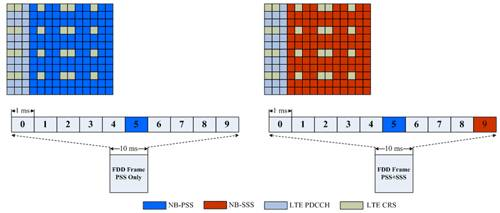 1 ms
1 ms
0 1 2 3 4 5 6 7 8 9
0 1 2 3 4 5 6 7 8 9
10 ms
10 ms
FDD Frame
PSS Only
FDD Frame
PSS+SSS
NB-PSS NB-SSS LTE PDCCH LTE CRS